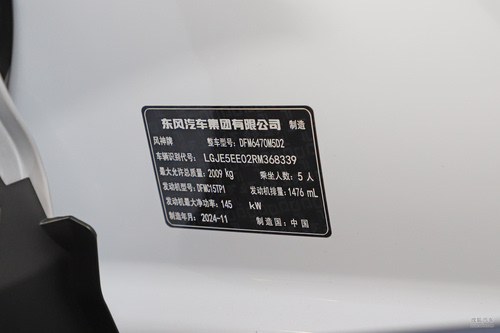 东风汽车集团有限公司 制造
风神牌 整车型号: DFM6470M5D2
车辆识别代号: LGJE5EE02RM368339
最大允许总质量: 2009 kg 乘坐人数: 5 人
发动机型号: DFMC15TP1 发动机排量: 1476 mL
发动机最大净功率: 145 kW
制造年月: 2024-11 制造国: 中国